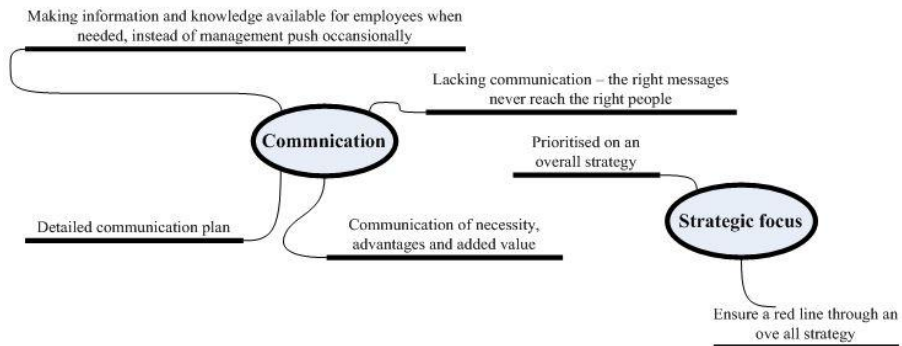 Making information and knowledge available for employees when
needed, instead of management push occansionally
Lacking communication – the right messages
never reach the right people
Commnication
Prioritised on an
overall strategy
Detailed communication plan
Communication of necessity,
advantages and added value
Strategic focus
Ensure a red line through an
ove all strategy